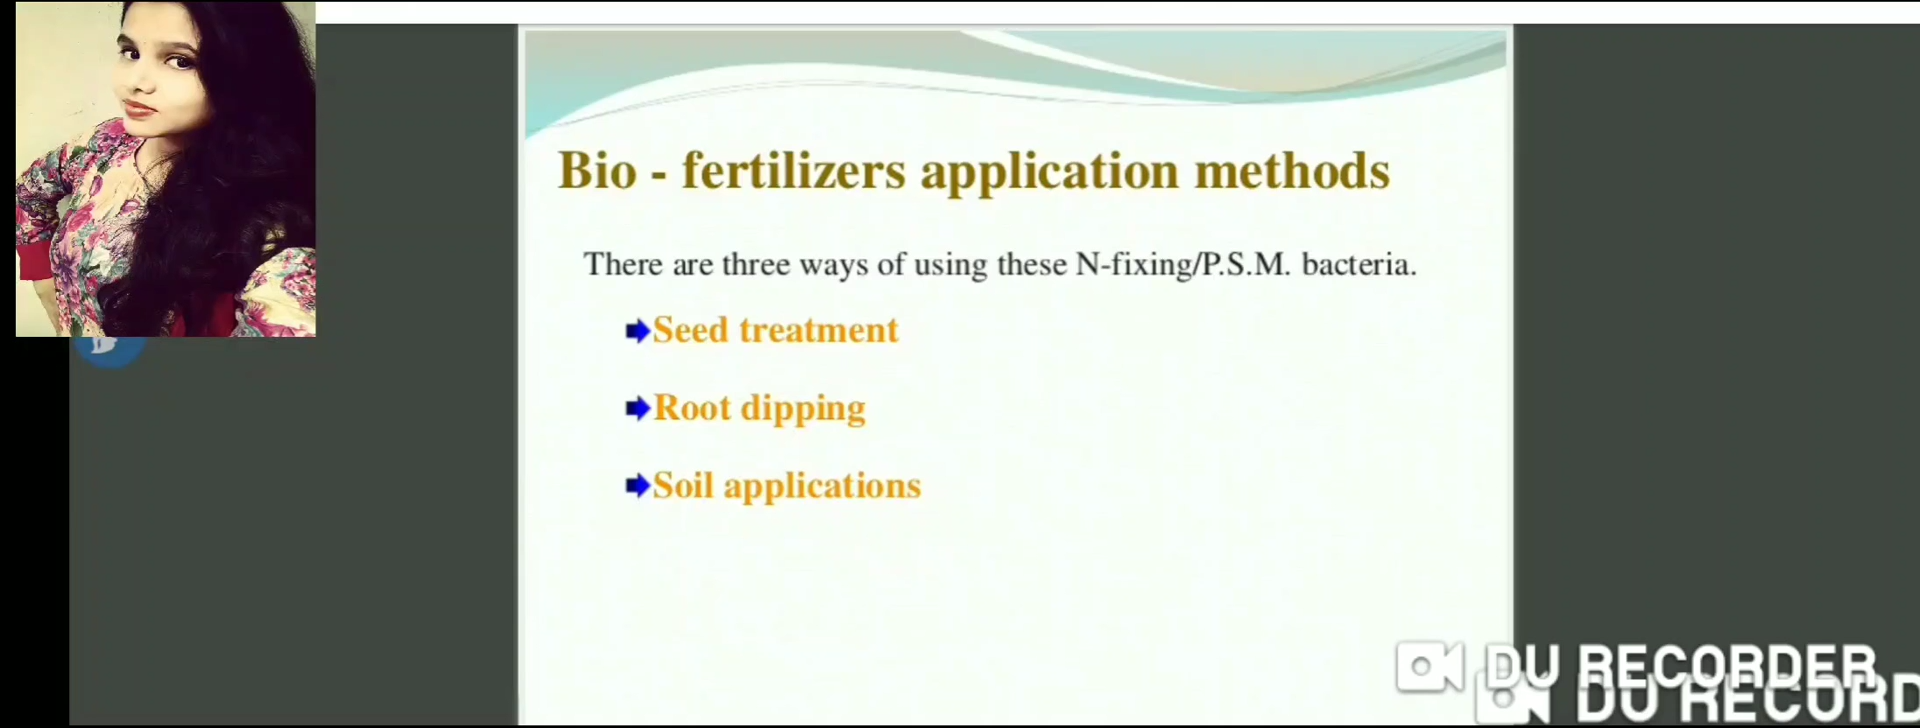 Bio - fertilizers application methods
There are three ways of using these N-fixing/P.S.M. bacteria.
Seed treatment
Root dipping
Soil applications
DU RECORDER
DU RECORD